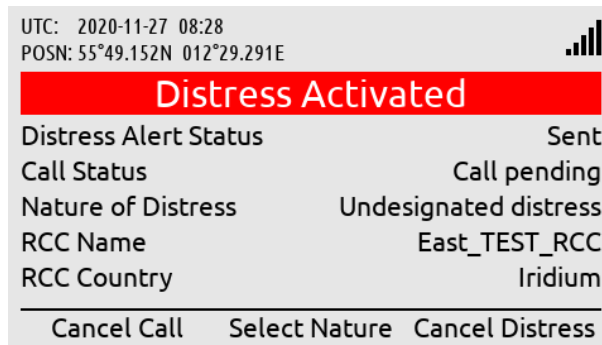 UTC: 2020-11-27 08:28
POSN: 55°49.152N 012°29.291E
Distress Activated
Distress Alert Status Sent
Call Status Call pending
Nature of Distress Undesignated distress
RCC Name East_TEST_RCC
RCC Country Iridium
Cancel Call Select Nature Cancel Distress